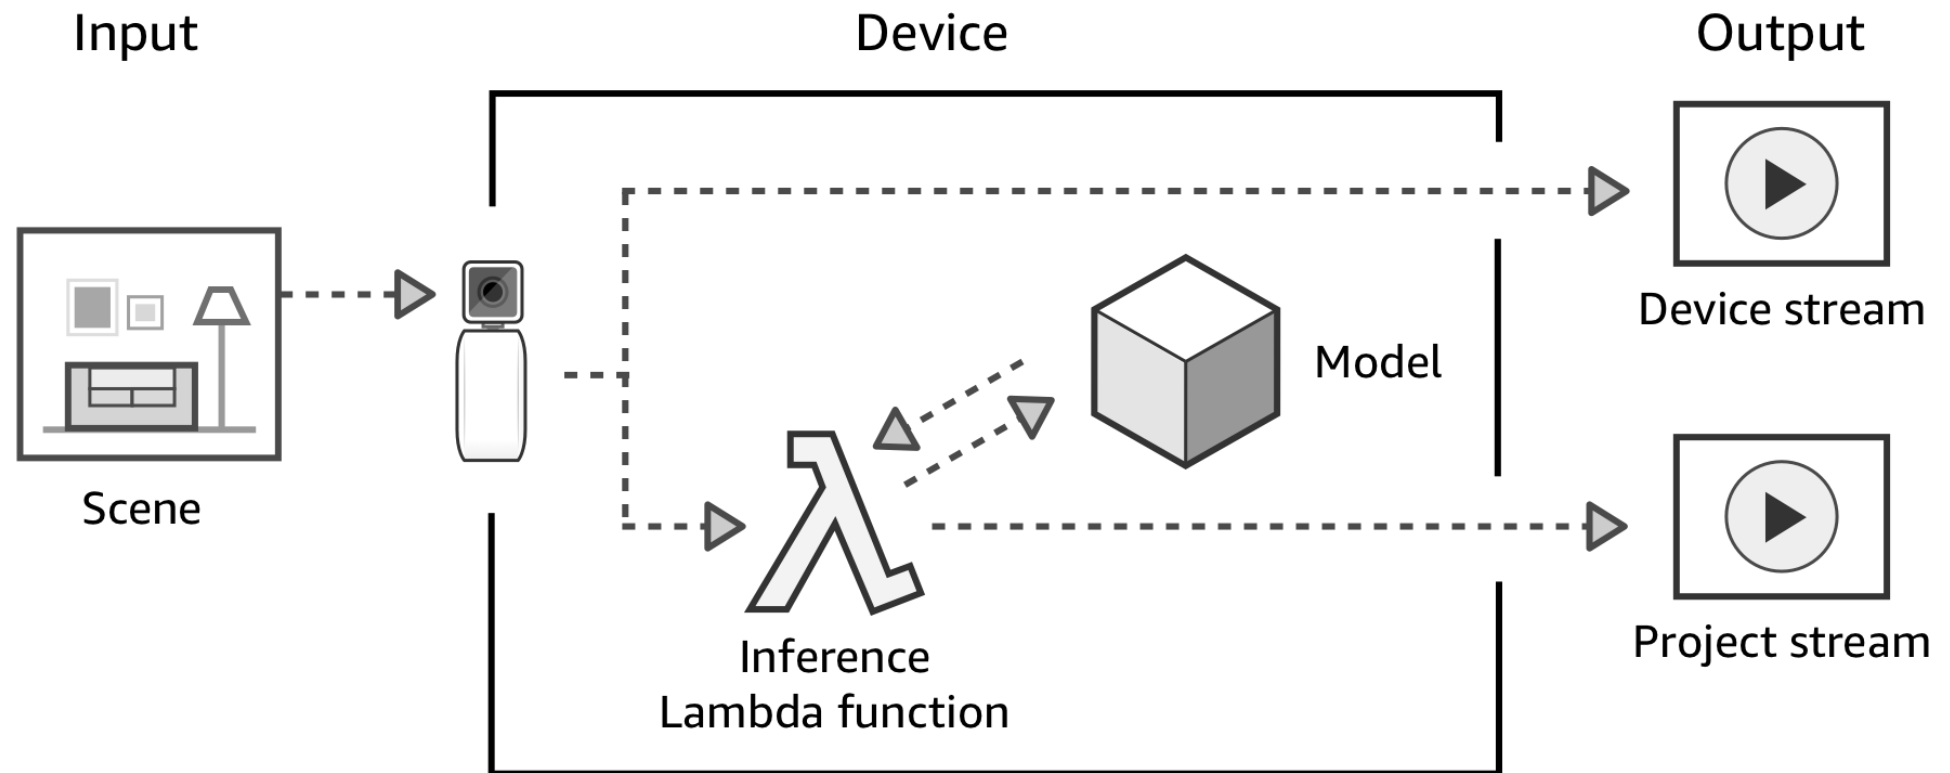 Input
Device
Output
Scene
Model
Device stream
Inference
Lambda function
Project stream